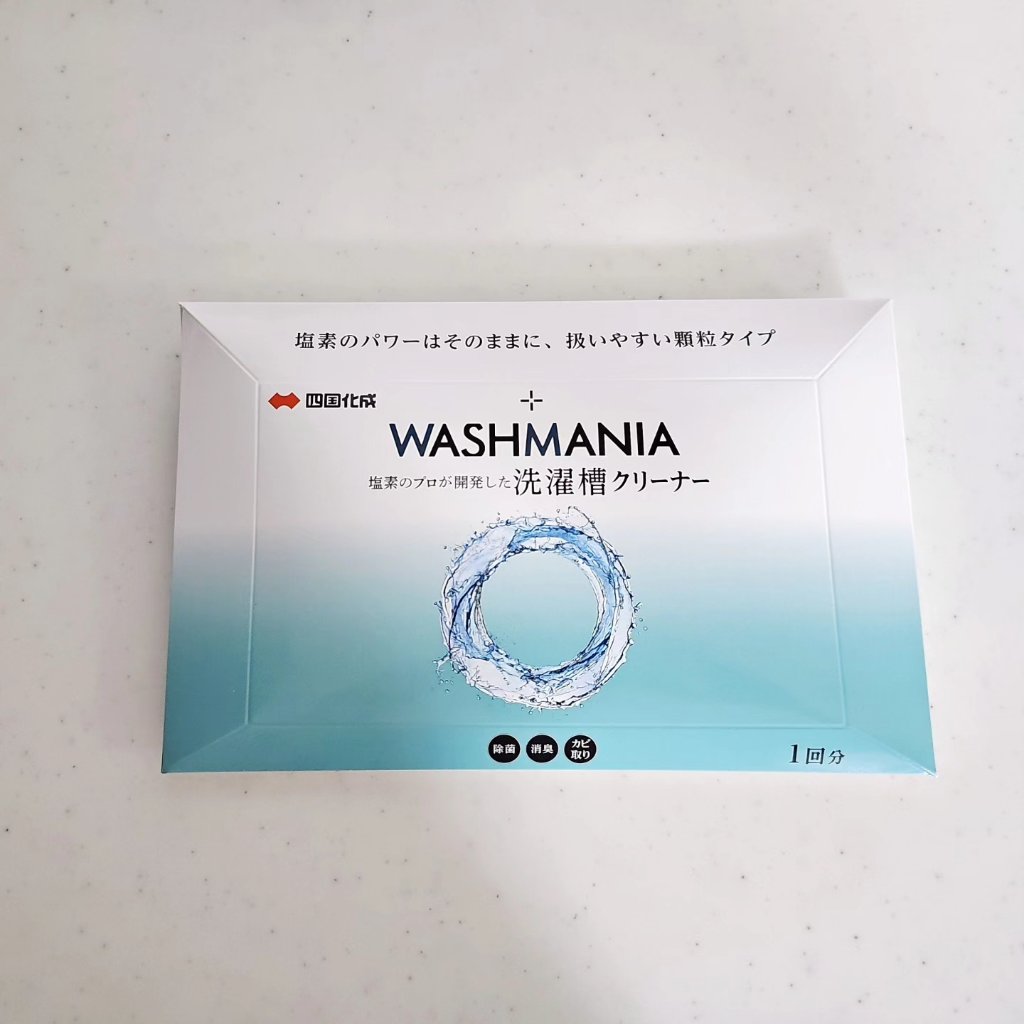 塩素のパワーはそのままに、扱いやすい顆粒タイプ
四国化成
WASHMANIA
塩素のプロが開発した洗濯槽クリーナー
除菌 消臭 カビ取り
1回分